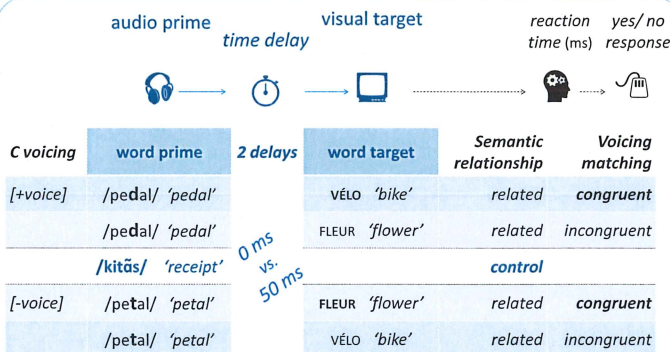 audio prime
time delay
visual target
reaction time (ms)
yes/ no response
C voicing word prime 2 delays word target Semantic relationship Voicing matching
[+voice] /pedal/ 'pedal' VÉLO 'bike' related congruent
/pedal/ 'pedal' FLEUR 'flower' related incongruent
0 ms
vs.
50 ms
/kitãs/ 'receipt' control
[-voice] /petal/ 'petal' FLEUR 'flower' related congruent
/petal/ 'petal' VÉLO 'bike' related incongruent